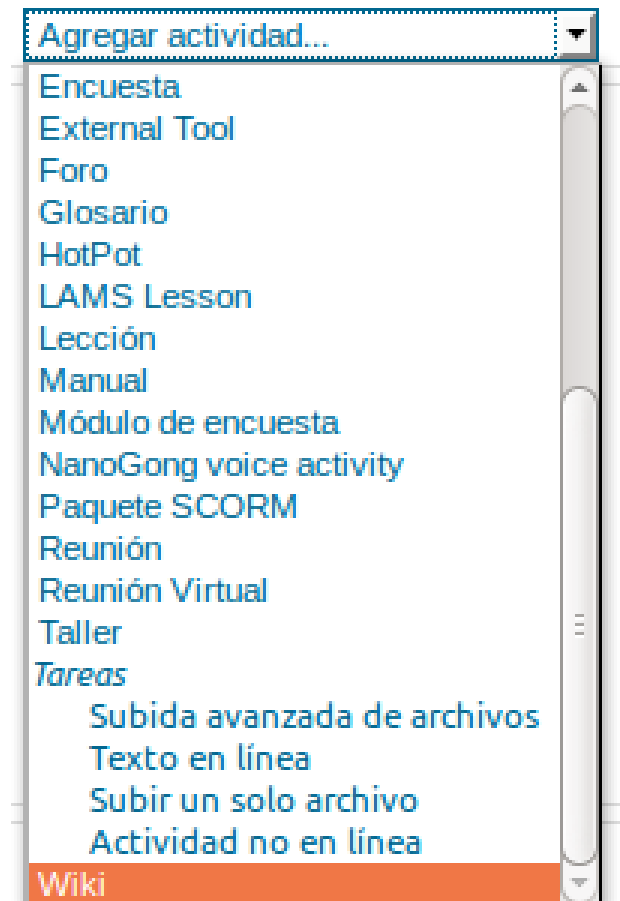 Agregar actividad...
Encuesta
External Tool
Foro
Glosario
HotPot
LAMS Lesson
Lección
Manual
Módulo de encuesta
NanoGong voice activity
Paquete SCORM
Reunión
Reunión Virtual
Taller
Tareas
Subida avanzada de archivos
Texto en línea
Subir un solo archivo
Actividad no en línea
Wiki